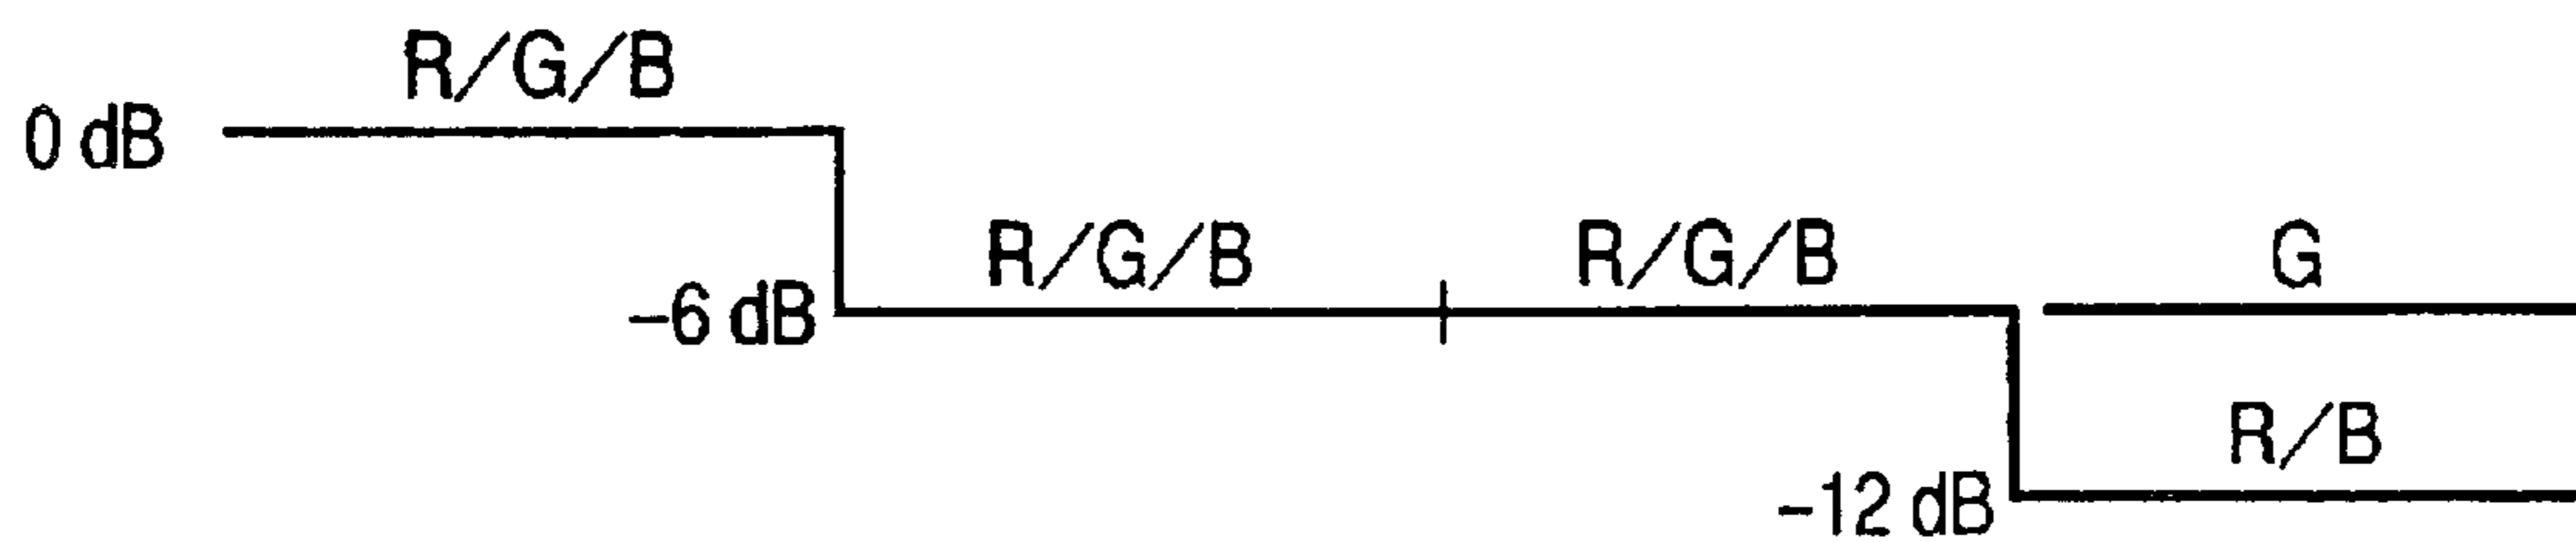 R/G/B
0 dB
R/G/B R/G/B G
–6 dB
R/B
–12 dB